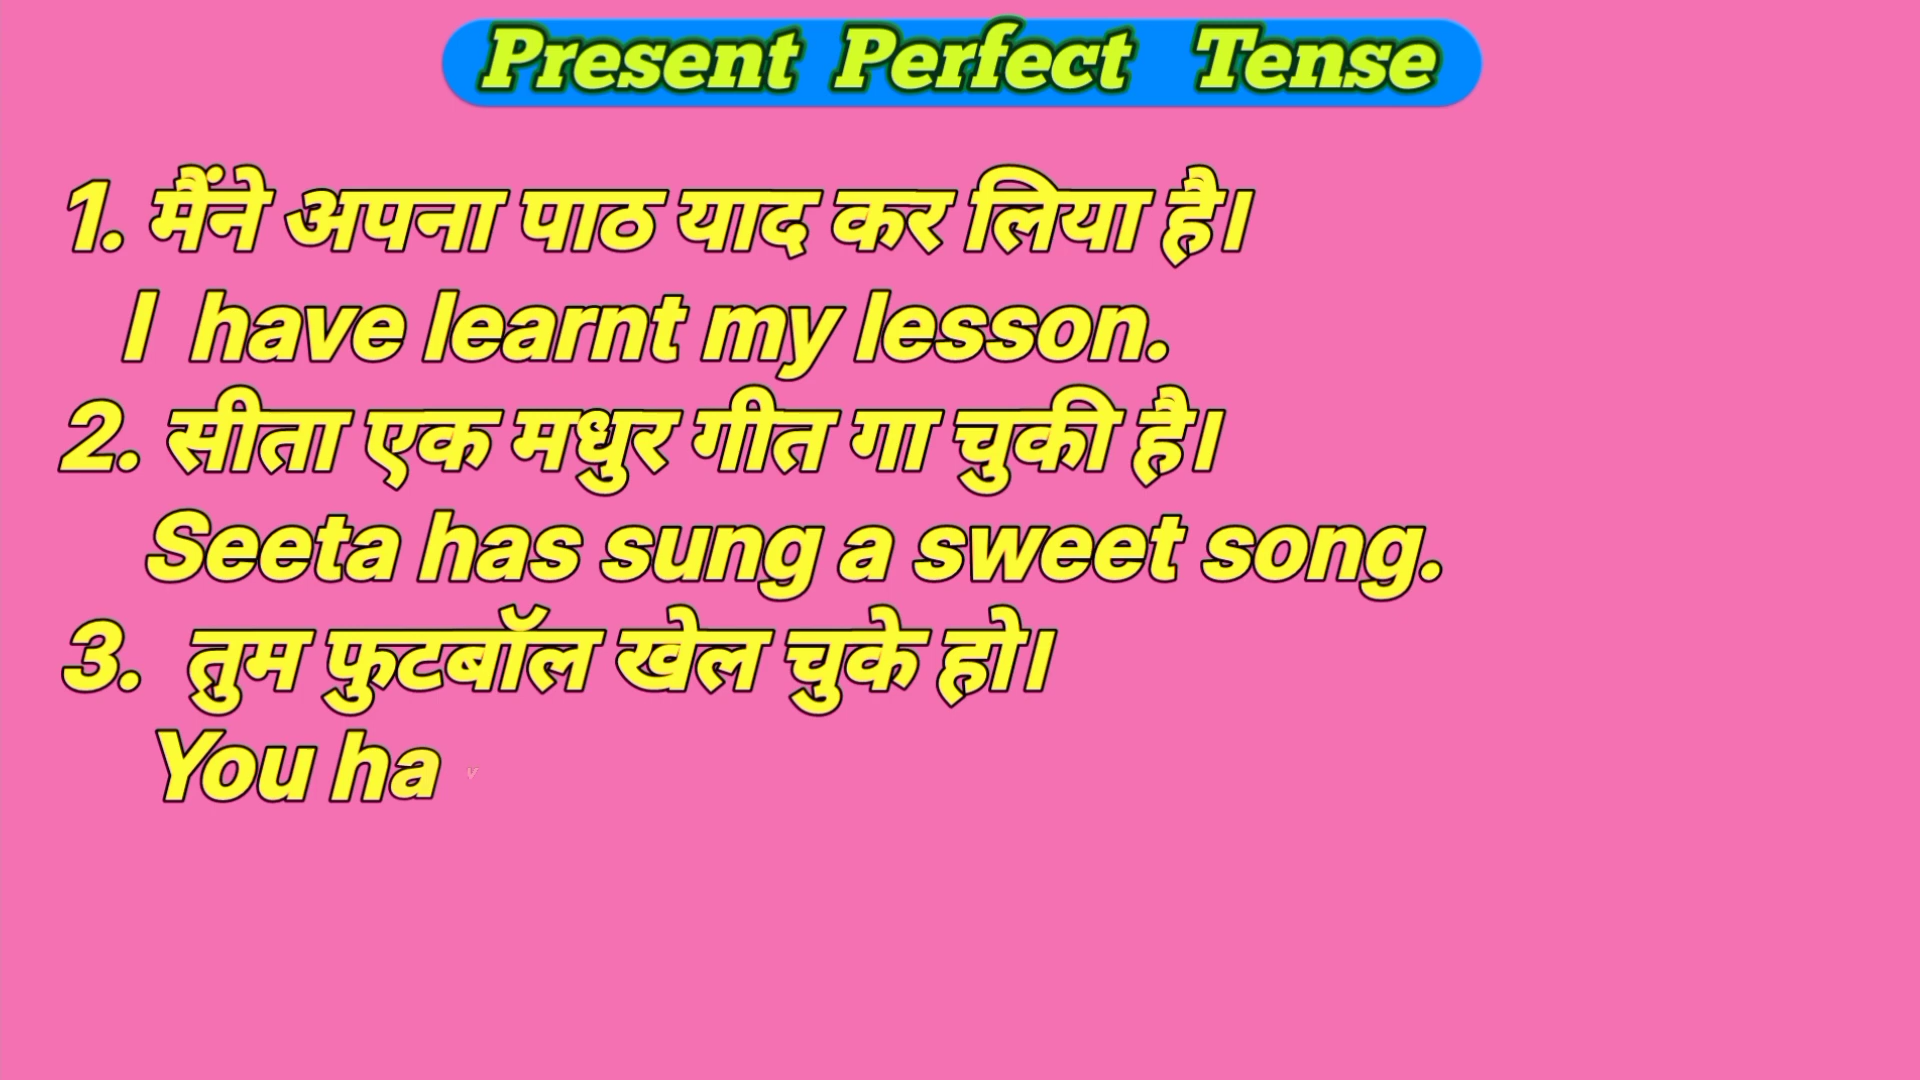 Present Perfect Tense
1. मैंने अपना पाठ याद कर लिया है।
I have learnt my lesson.
2. सीता एक मधुर गीत गा चुकी है।
Seeta has sung a sweet song.
3. तुम फुटबॉल खेल चुके हो।
You ha v